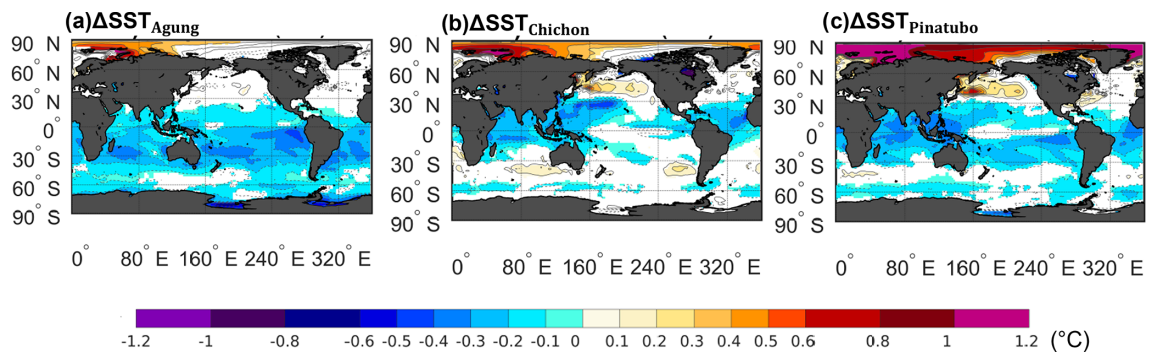 (a)ΔSST_Agung (b)ΔSST_Chichon (c)ΔSST_Pinatubo
90° N 90° N 90° N
60° 60° 60°
30° N 30° N 30° N
0° 0° 0°
30° S 30° S 30° S
60° S 60° S 60° S
90° S 90° S 90° S
0° 80° E 160° E 240° E 320° E 0° 80° E 160° E 240° E 320° E 0° 80° E 160° E 240° E 320° E
-1.2 -1 -0.8 -0.6 -0.5 -0.4 -0.3 -0.2 -0.1 0 0.1 0.2 0.3 0.4 0.5 0.6 0.8 1 1.2 (°C)